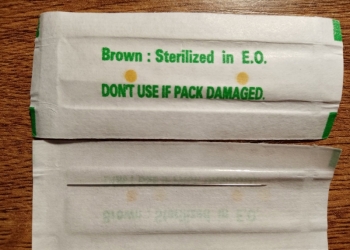 Brown : Sterilized in E.O.
DON'T USE IF PACK DAMAGED.